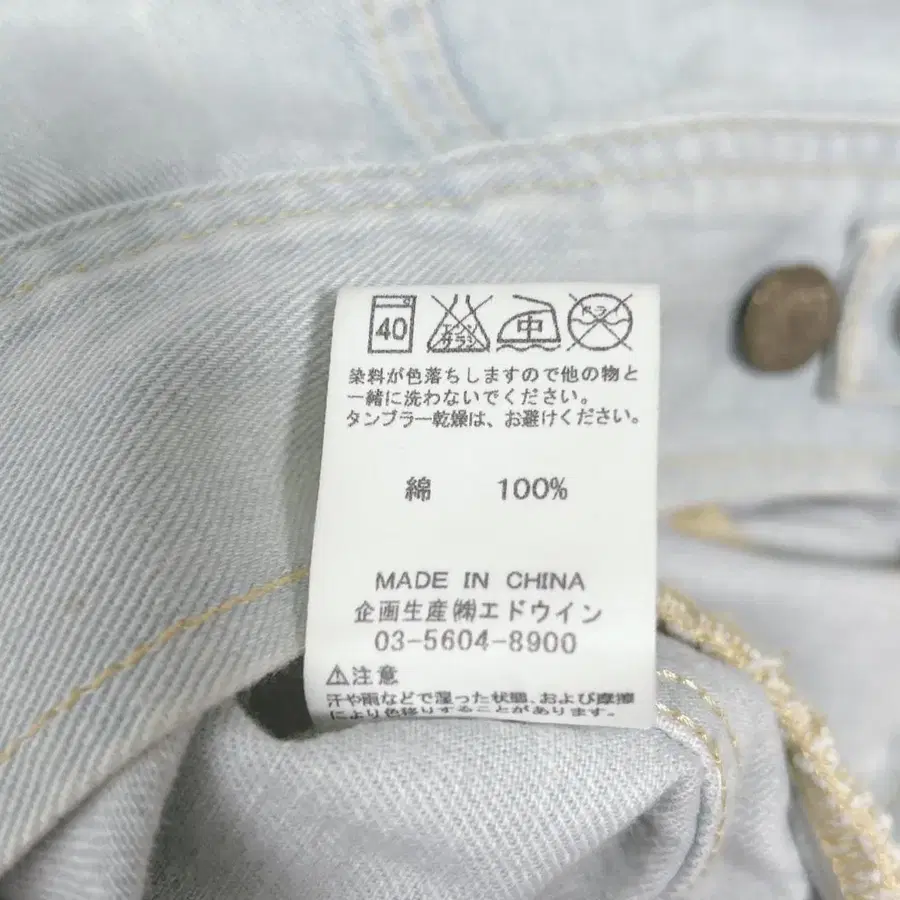 40 エンソ サラシ 中 ドライ
染料が色落ちしますので他の物と
一緒に洗わないでください。
タンブラー乾燥は、お避けください。
綿 100%
MADE IN CHINA
企画生産㈱エドウイン
03-5604-8900
⚠注意
汗や雨などで湿った状態、および摩擦
により色移りすることがあります。